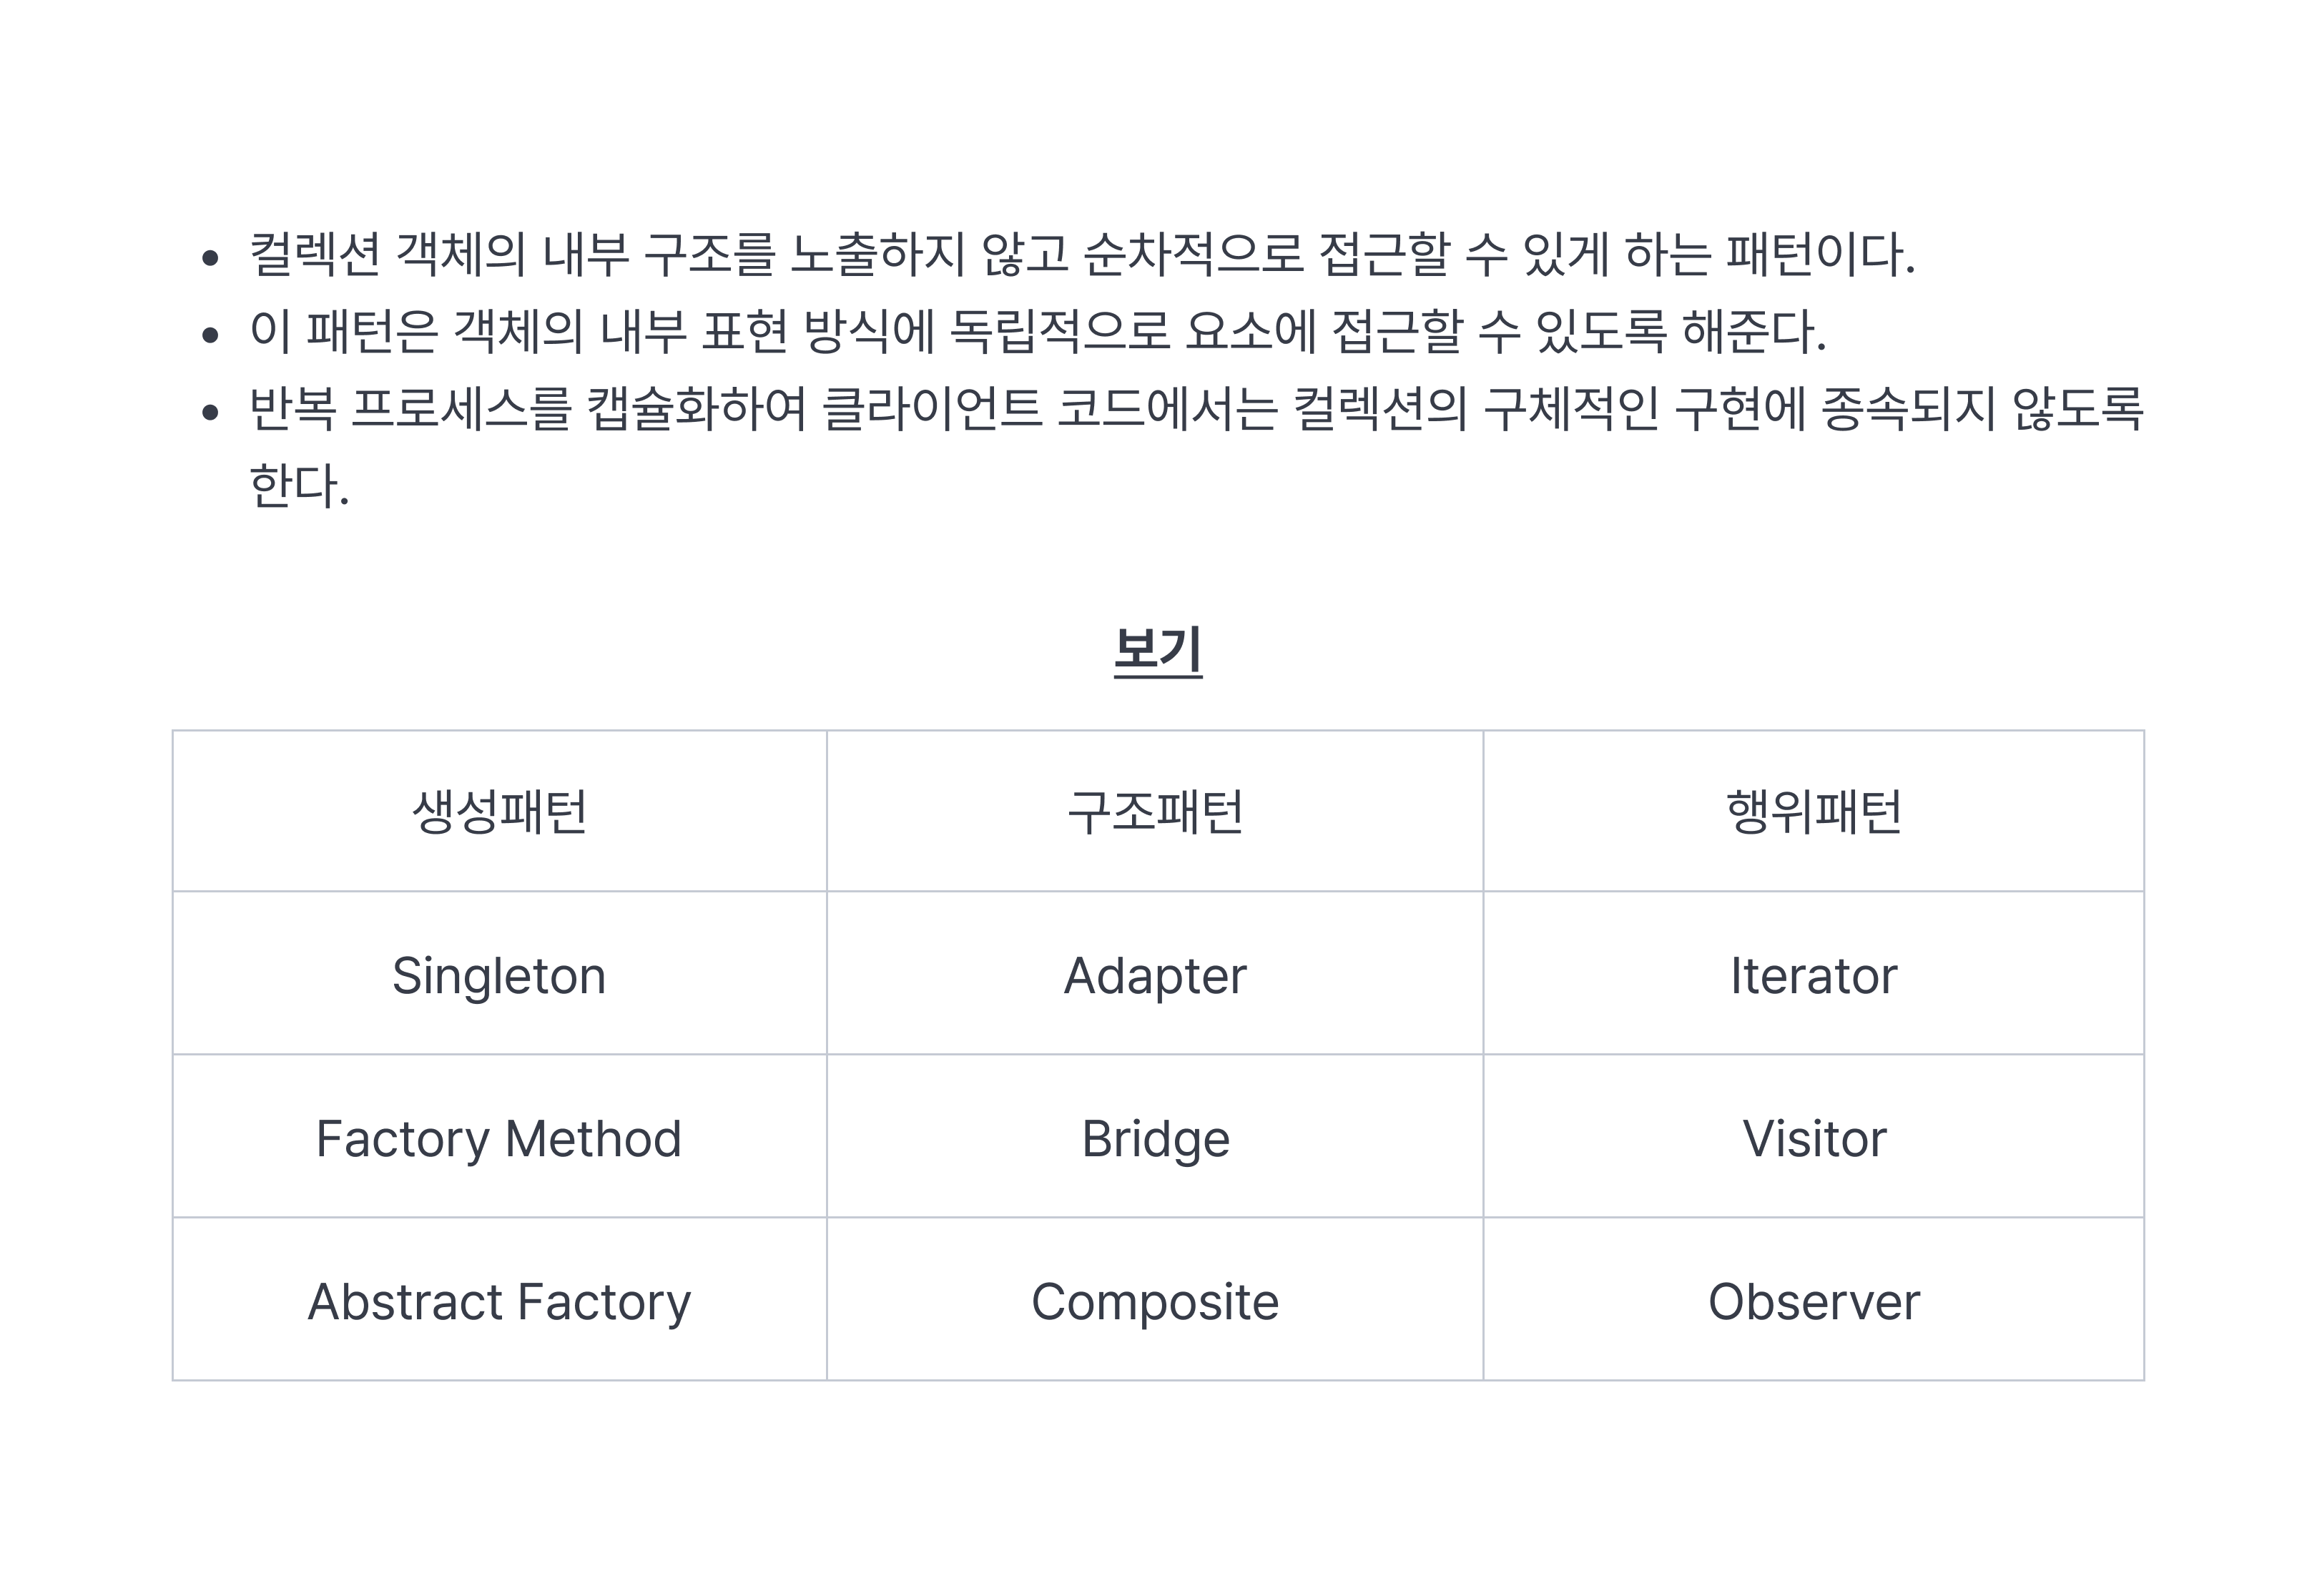 • 컬렉션 객체의 내부 구조를 노출하지 않고 순차적으로 접근할 수 있게 하는 패턴이다.
• 이 패턴은 객체의 내부 표현 방식에 독립적으로 요소에 접근할 수 있도록 해준다.
• 반복 프로세스를 캡슐화하여 클라이언트 코드에서는 컬렉션의 구체적인 구현에 종속되지 않도록
한다.
보기
생성패턴 구조패턴 행위패턴
Singleton Adapter Iterator
Factory Method Bridge Visitor
Abstract Factory Composite Observer